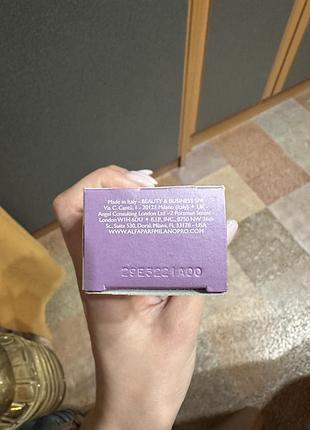 Made in Italy - BEAUTY & BUSINESS SPA
Via C. Cantù, 1 - 20123 Milano (Italy) • UK -
Angel Consulting London Ltd - 2 Portman Street -
London W1H 6DU • B.I.P., INC. 8750 NW 36th
St., Suite 530, Doral, Miami, FL 33178 - USA.
WWW.ALFAPARFMILANOPRO.COM
29E5221A00